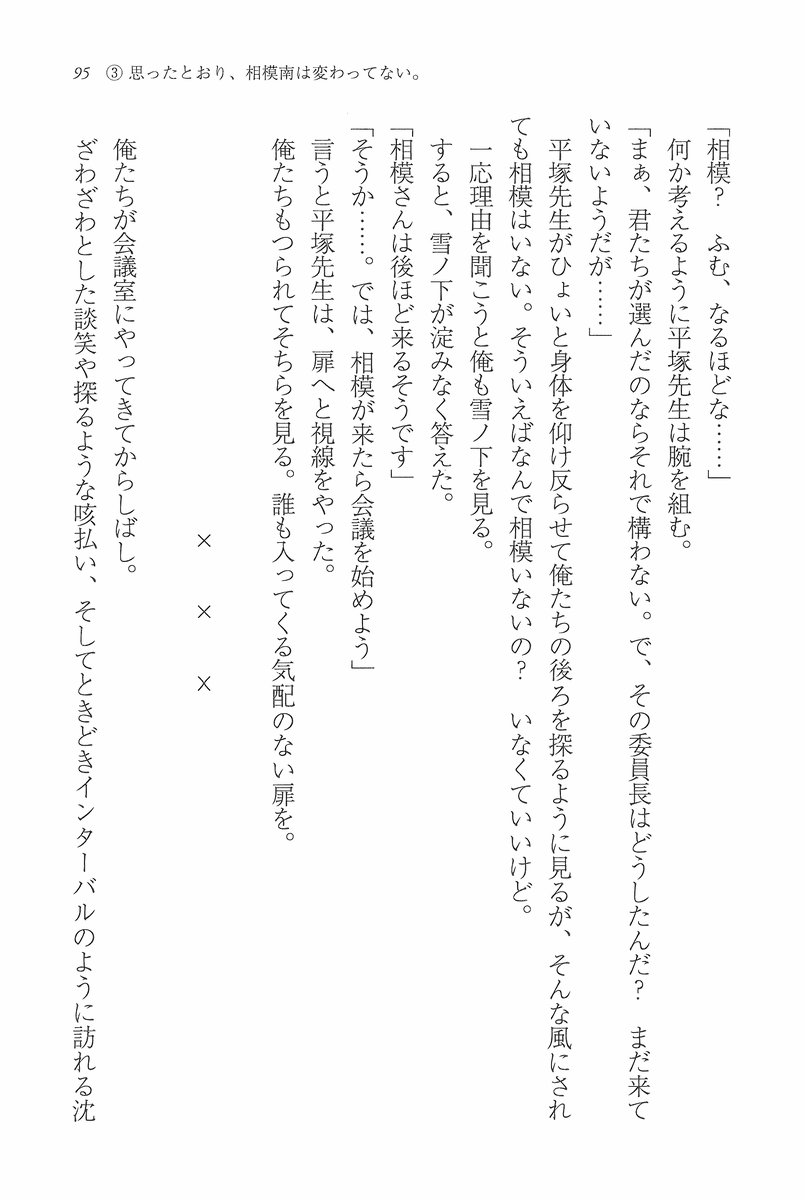 95 ③ 思ったとおり、相模南は変わってない。
「相模？　ふむ、なるほどな……」
何か考えるように平塚先生は腕を組む。
「まぁ、君たちが選んだのならそれで構わない。で、その委員長はどうしたんだ？　まだ来て
いないようだが……」
平塚先生がひょいと身体を仰け反らせて俺たちの後ろを探るように見るが、そんな風にされ
ても相模はいない。そういえばなんで相模いないの？　いなくていいけど。
一応理由を聞こうと俺も雪ノ下を見る。
すると、雪ノ下が淀みなく答えた。
「相模さんは後ほど来るそうです」
「そうか……。では、相模が来たら会議を始めよう」
言うと平塚先生は、扉へと視線をやった。
俺たちもつられてそちらを見る。誰も入ってくる気配のない扉を。
×　×　×
俺たちが会議室にやってきてからしばし。
ざわざわとした談笑や探るような咳払い、そしてときどきインターバルのように訪れる沈